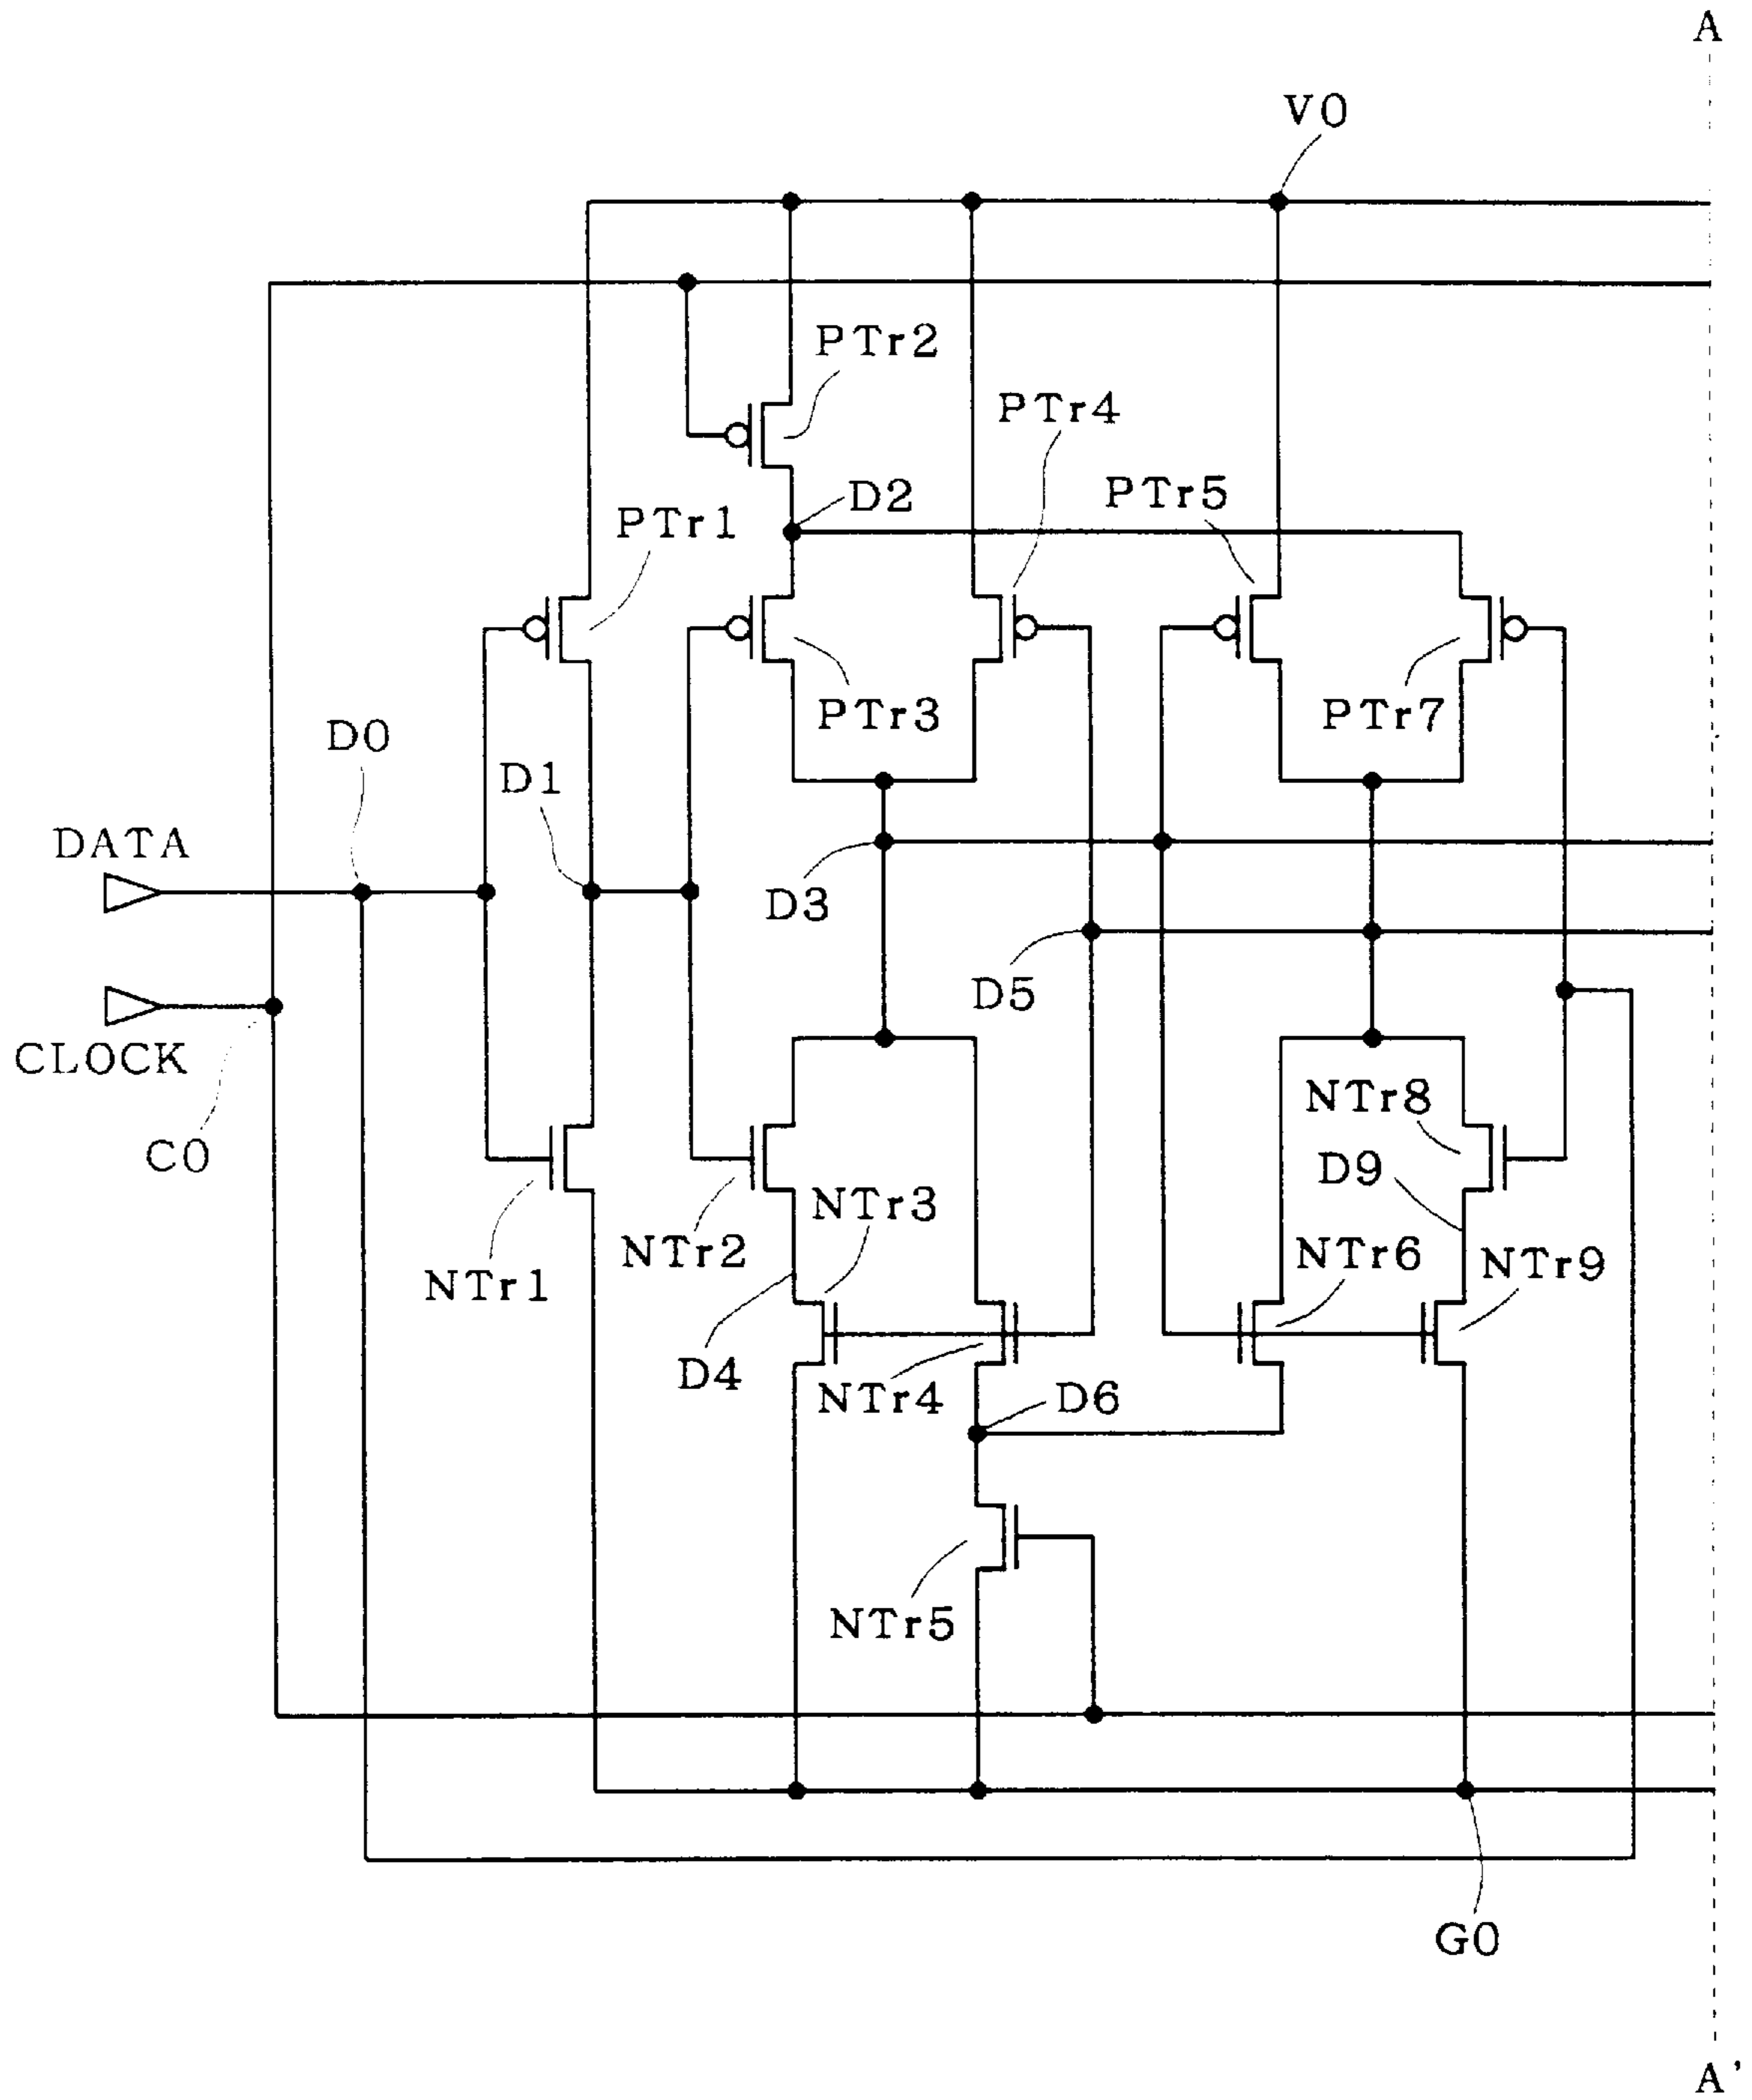 A
V0
PTr2
PTr4
D2
PTr5
PTr1
PTr3
PTr7
D0
D1
DATA
D3
D5
CLOCK
NTr8
C0
D9
NTr3
NTr2
NTr6
NTr9
NTr1
D4
NTr4
D6
NTr5
G0
A'